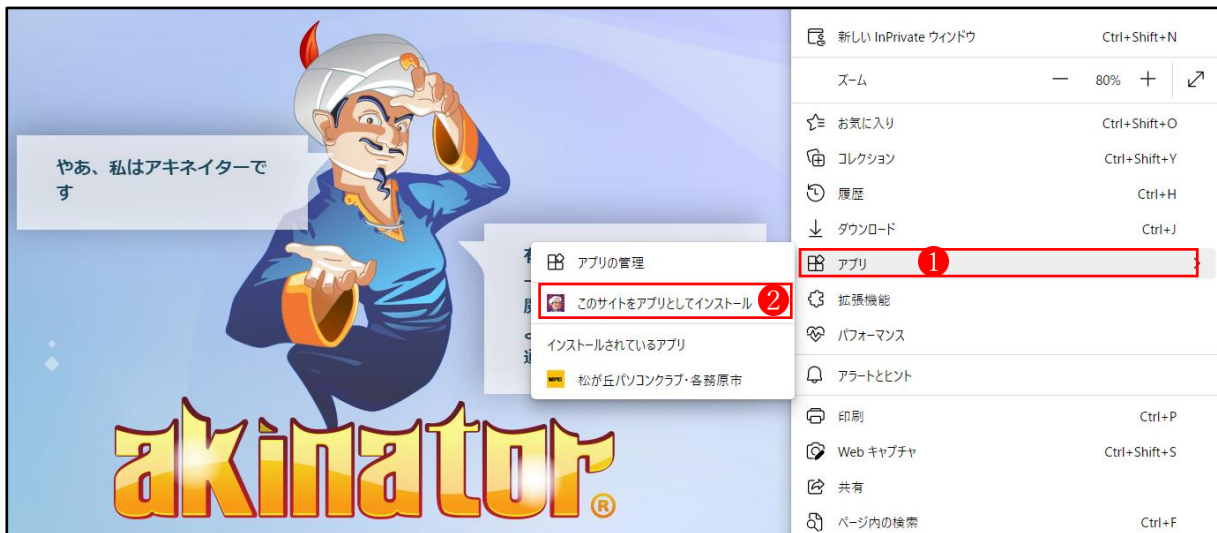 やあ、私はアキネイターで
す
akinator®
アプリの管理
このサイトをアプリとしてインストール 2
インストールされているアプリ
松が丘パソコンクラブ・各務原市
新しい InPrivate ウィンドウ Ctrl+Shift+N
ズーム — 80% +
お気に入り Ctrl+Shift+O
コレクション Ctrl+Shift+Y
履歴 Ctrl+H
ダウンロード Ctrl+J
アプリ 1
拡張機能
パフォーマンス
アラートとヒント
印刷 Ctrl+P
Web キャプチャ Ctrl+Shift+S
共有
ページ内の検索 Ctrl+F